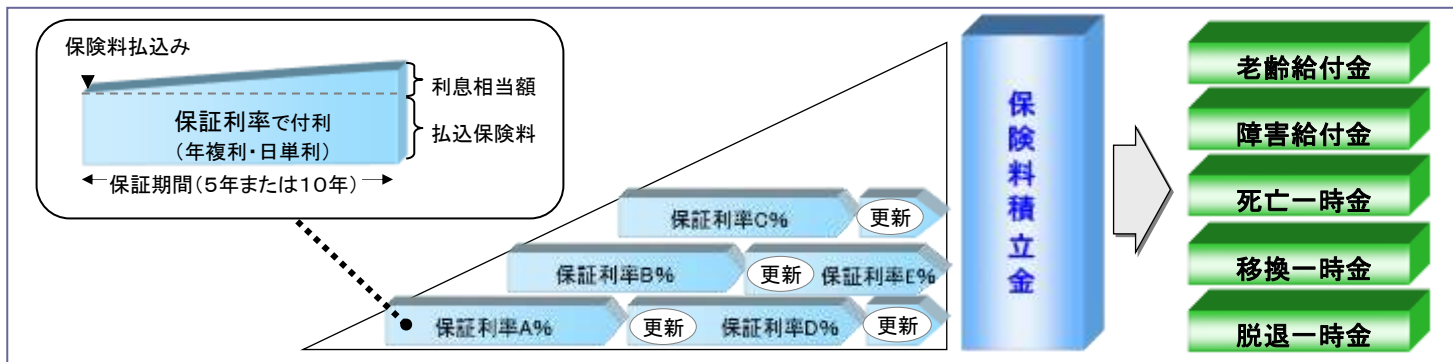 保険料払込み
利息相当額
保証利率で付利
(年複利・日単利)
払込保険料
保証期間(5年または10年)
保証利率C%
更新
保証利率B%
更新
保証利率E%
保証利率A%
更新
保証利率D%
更新
保険料積立金
老齢給付金
障害給付金
死亡一時金
移換一時金
脱退一時金